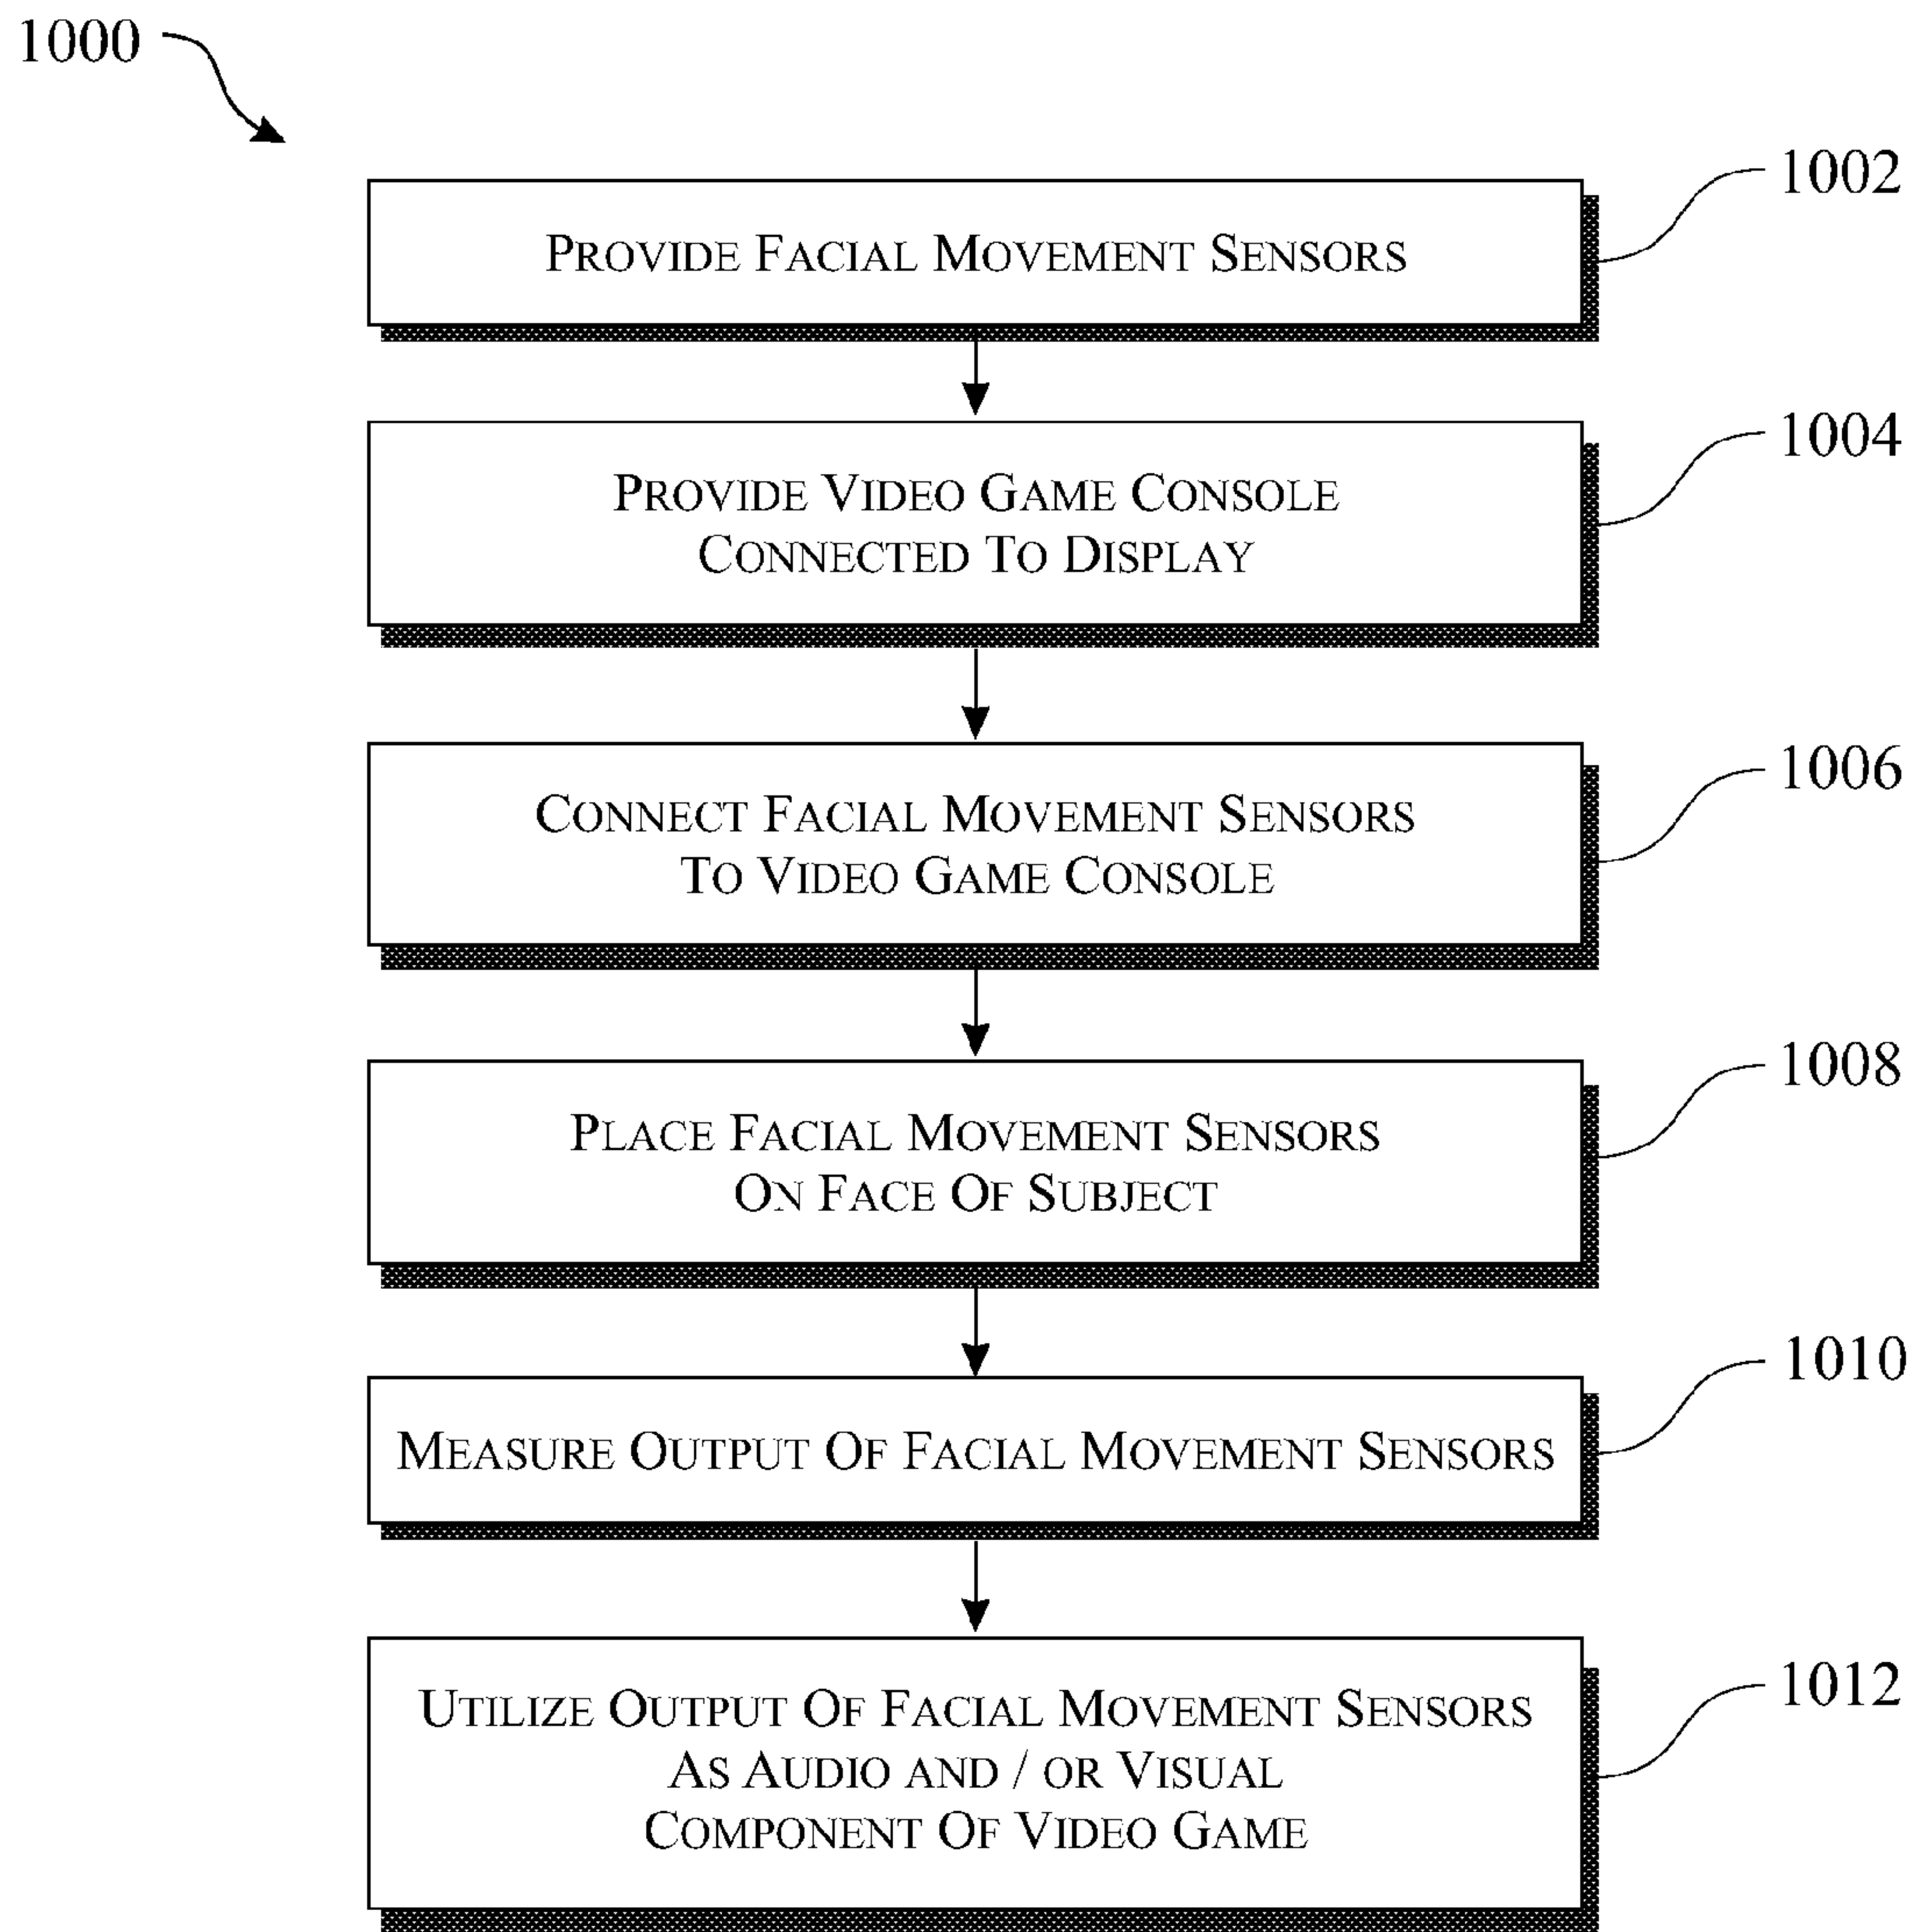 1000
1002
PROVIDE FACIAL MOVEMENT SENSORS
1004
PROVIDE VIDEO GAME CONSOLE
CONNECTED TO DISPLAY
1006
CONNECT FACIAL MOVEMENT SENSORS
TO VIDEO GAME CONSOLE
1008
PLACE FACIAL MOVEMENT SENSORS
ON FACE OF SUBJECT
1010
MEASURE OUTPUT OF FACIAL MOVEMENT SENSORS
1012
UTILIZE OUTPUT OF FACIAL MOVEMENT SENSORS
AS AUDIO AND / OR VISUAL
COMPONENT OF VIDEO GAME